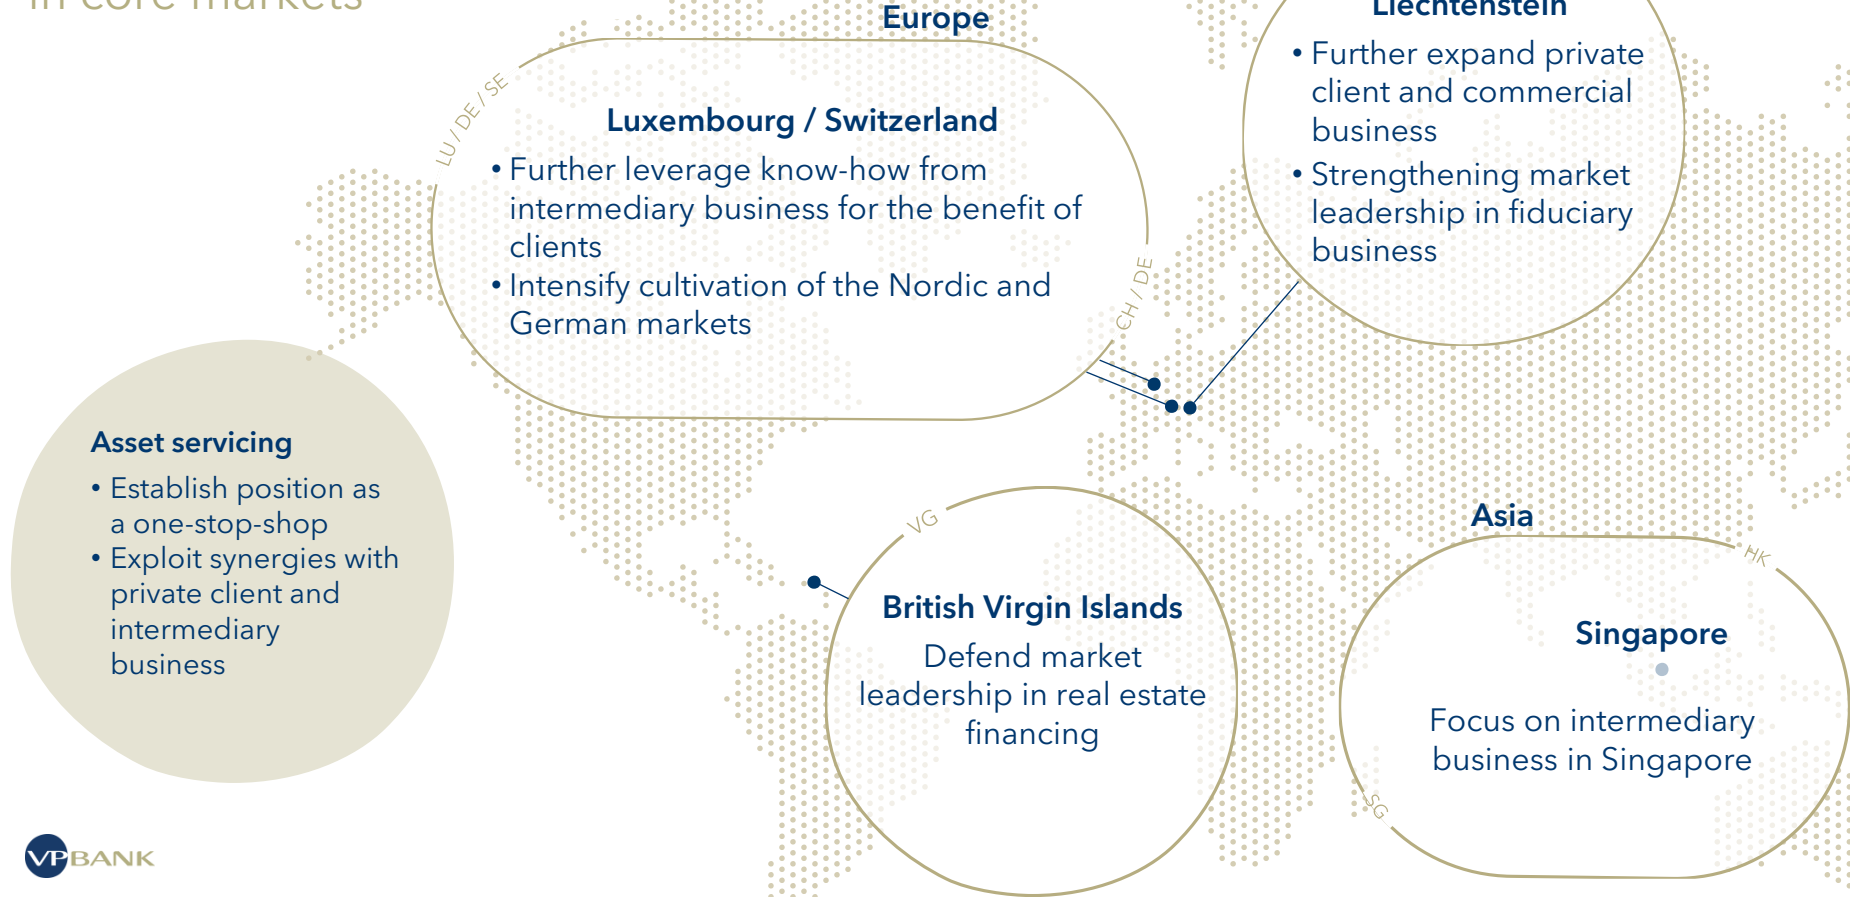 in core markets
Europe
LU / DE / SE
Luxembourg / Switzerland
• Further leverage know-how from
intermediary business for the benefit of
clients
• Intensify cultivation of the Nordic and
German markets
CH / DE
Liechtenstein
• Further expand private
client and commercial
business
• Strengthening market
leadership in fiduciary
business
Asset servicing
• Establish position as
a one-stop-shop
• Exploit synergies with
private client and
intermediary
business
VG
British Virgin Islands
Defend market
leadership in real estate
financing
Asia
HK
Singapore
Focus on intermediary
business in Singapore
SG
VPBANK